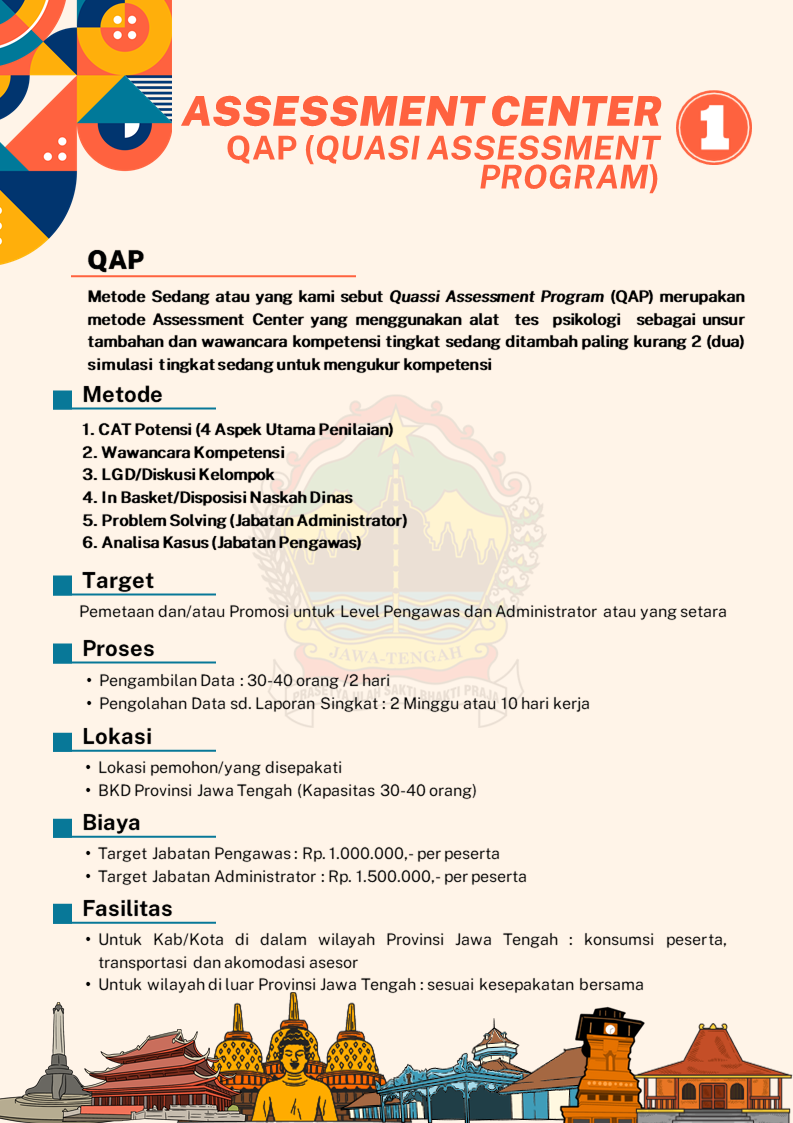 ASSESSMENT CENTER
QAP (QUASI ASSESSMENT
PROGRAM)
1
QAP
Metode Sedang atau yang kami sebut Quassi Assessment Program (QAP) merupakan
metode Assessment Center yang menggunakan alat tes psikologi sebagai unsur
tambahan dan wawancara kompetensi tingkat sedang ditambah paling kurang 2 (dua)
simulasi tingkat sedang untuk mengukur kompetensi
Metode
1. CAT Potensi (4 Aspek Utama Penilaian)
2. Wawancara Kompetensi
3. LGD/Diskusi Kelompok
4. In Basket/Disposisi Naskah Dinas
5. Problem Solving (Jabatan Administrator)
6. Analisa Kasus (Jabatan Pengawas)
Target
Pemetaan dan/atau Promosi untuk Level Pengawas dan Administrator atau yang setara
JAWA-TENGAH
Proses
• Pengambilan Data : 30-40 orang /2 hari
PRASETYA ULAH SAKTI BHAKTI PRAJA
• Pengolahan Data sd. Laporan Singkat : 2 Minggu atau 10 hari kerja
Lokasi
• Lokasi pemohon/yang disepakati
• BKD Provinsi Jawa Tengah (Kapasitas 30-40 orang)
Biaya
• Target Jabatan Pengawas : Rp. 1.000.000,- per peserta
• Target Jabatan Administrator : Rp. 1.500.000,- per peserta
Fasilitas
• Untuk Kab/Kota di dalam wilayah Provinsi Jawa Tengah : konsumsi peserta,
transportasi dan akomodasi asesor
• Untuk wilayah di luar Provinsi Jawa Tengah : sesuai kesepakatan bersama